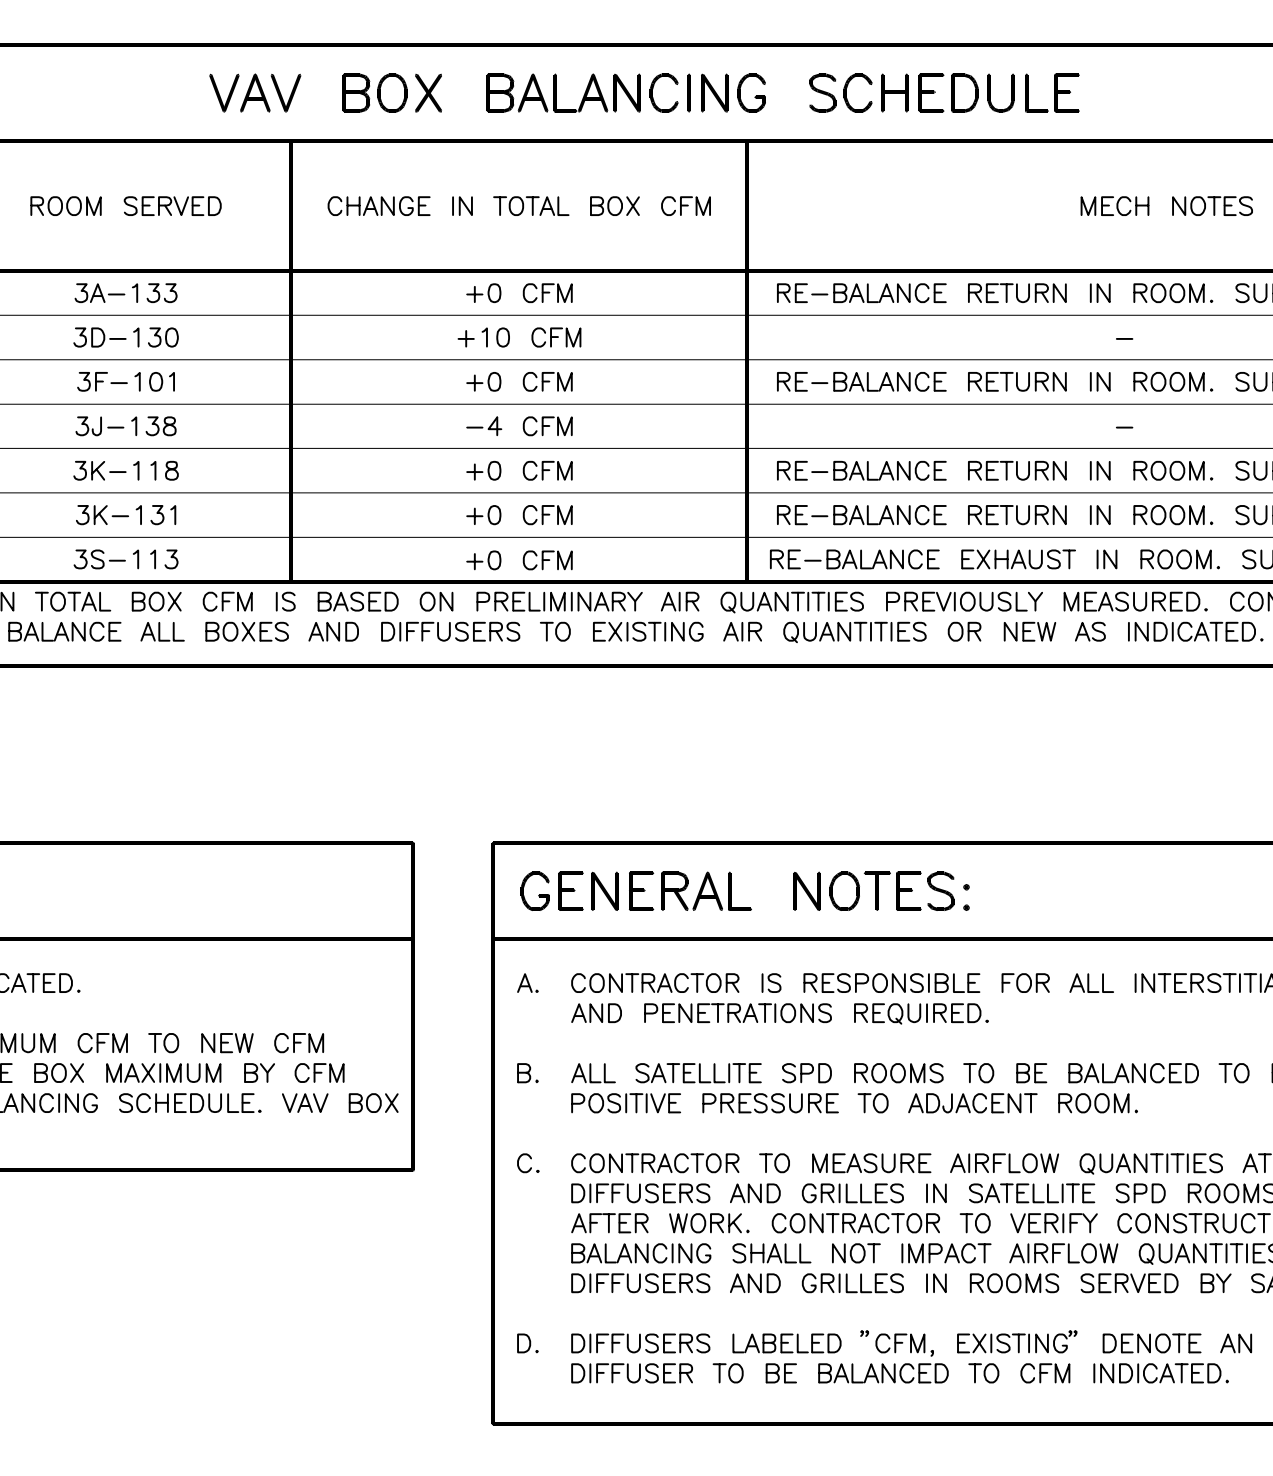 VAV BOX BALANCING SCHEDULE
ROOM SERVED CHANGE IN TOTAL BOX CFM MECH NOTES
3A-133 +0 CFM RE-BALANCE RETURN IN ROOM.
3D-130 +10 CFM -
3F-101 +0 CFM RE-BALANCE RETURN IN ROOM.
3J-138 -4 CFM -
3K-118 +0 CFM RE-BALANCE RETURN IN ROOM.
3K-131 +0 CFM RE-BALANCE RETURN IN ROOM.
3S-113 +0 CFM RE-BALANCE EXHAUST IN ROOM.
TOTAL BOX CFM IS BASED ON PRELIMINARY AIR QUANTITIES PREVIOUSLY MEASURED.
BALANCE ALL BOXES AND DIFFUSERS TO EXISTING AIR QUANTITIES OR NEW AS INDICATED.
CFM TO NEW CFM
BOX MAXIMUM BY CFM
SCHEDULE. VAV BOX
GENERAL NOTES:
A. CONTRACTOR IS RESPONSIBLE FOR ALL
AND PENETRATIONS REQUIRED.
B. ALL SATELLITE SPD ROOMS TO BE BALANCED TO
POSITIVE PRESSURE TO ADJACENT ROOM.
C. CONTRACTOR TO MEASURE AIRFLOW QUANTITIES AT
DIFFUSERS AND GRILLES IN SATELLITE SPD ROOMS
AFTER WORK. CONTRACTOR TO VERIFY
BALANCING SHALL NOT IMPACT AIRFLOW QUANTITIES
DIFFUSERS AND GRILLES IN ROOMS SERVED BY
D. DIFFUSERS LABELED "CFM, EXISTING" DENOTE AN
DIFFUSER TO BE BALANCED TO CFM INDICATED.